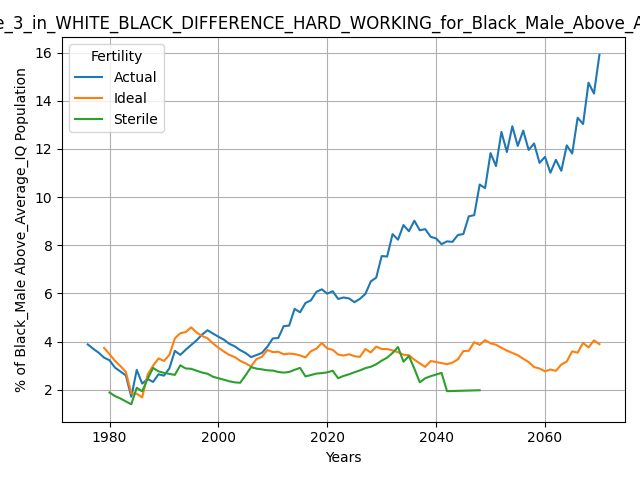 e_3_in_WHITE_BLACK_DIFFERENCE_HARD_WORKING_for_Black_Male_Above_A
Fertility
Actual
Ideal
Sterile
% of Black_Male Above_Average_IQ Population
16
14
12
10
8
6
4
2
1980
2000
2020
2040
2060
Years